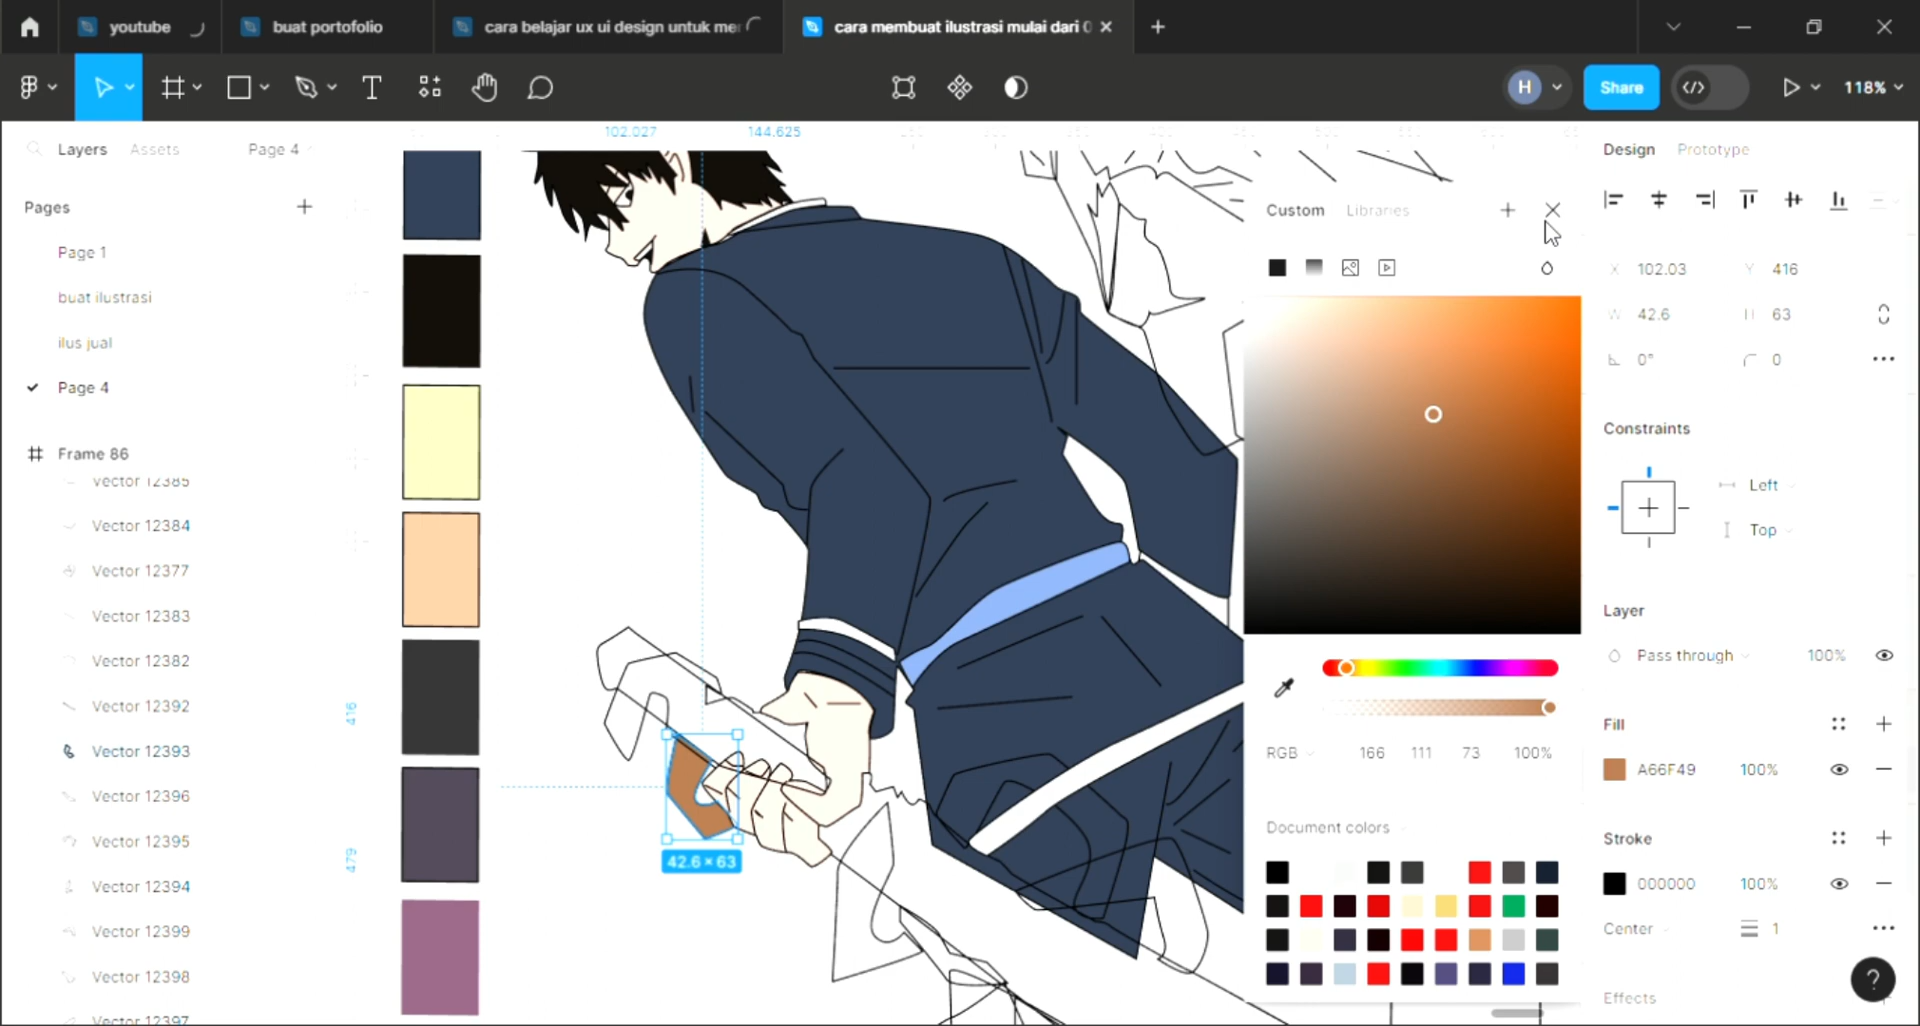 youtube
buat portofolio
cara belajar ux ui design untuk me
cara membuat ilustrasi mulai dari 0
H
Share
118%
Layers
Assets
Page 4
Pages
Page 1
buat ilustrasi
ilus jual
Page 4
Frame 86
Vector 12385
Vector 12384
Vector 12377
Vector 12383
Vector 12382
Vector 12392
Vector 12393
Vector 12396
Vector 12395
Vector 12394
Vector 12399
Vector 12398
Vector 12397
102.027
144.625
416
479
42.6 × 63
Custom
Libraries
RGB
166
111
73
100%
Document colors
Design
Prototype
X
102.03
Y
416
W
42.6
H
63
0°
0
Constraints
Left
Top
Layer
Pass through
100%
Fill
A66F49
100%
Stroke
000000
100%
Center
1
Effects
?